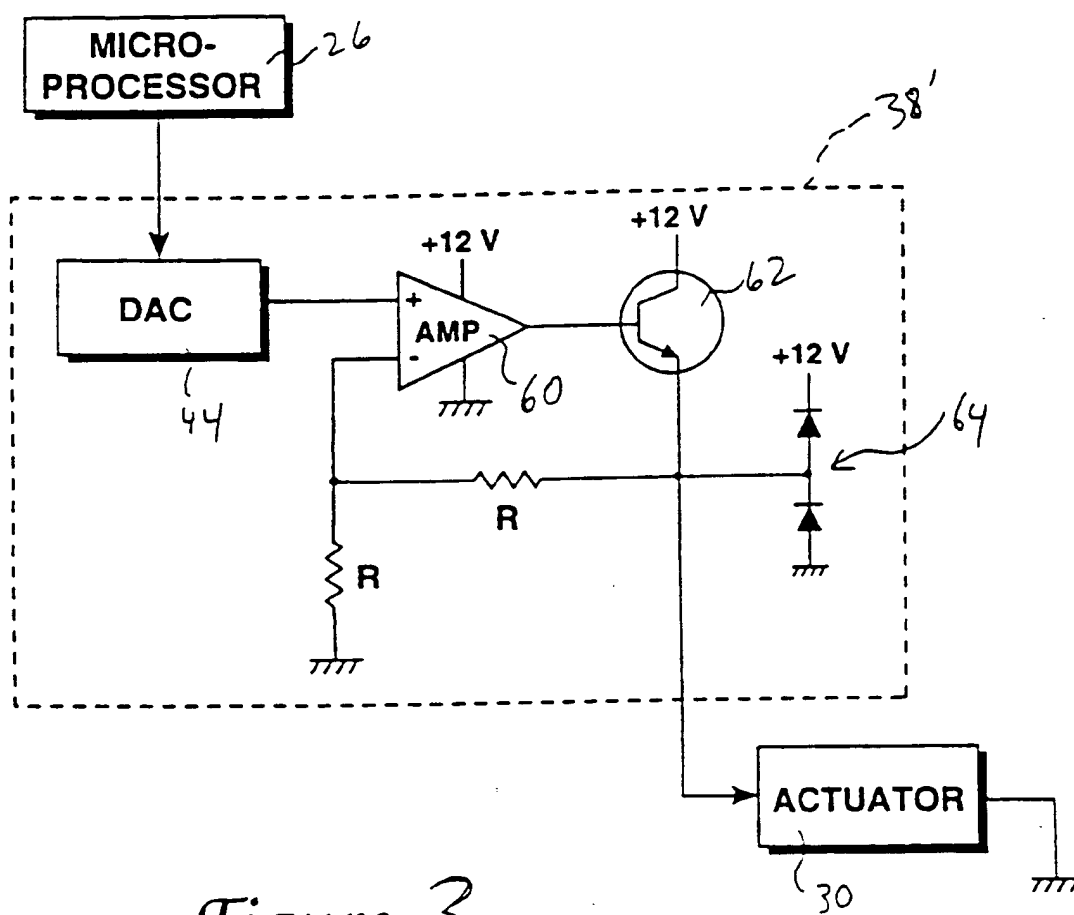 MICRO-
PROCESSOR
26
38'
DAC
44
+12 V
+
AMP
-
60
+12 V
62
+12 V
64
R
R
ACTUATOR
30
Figure 3